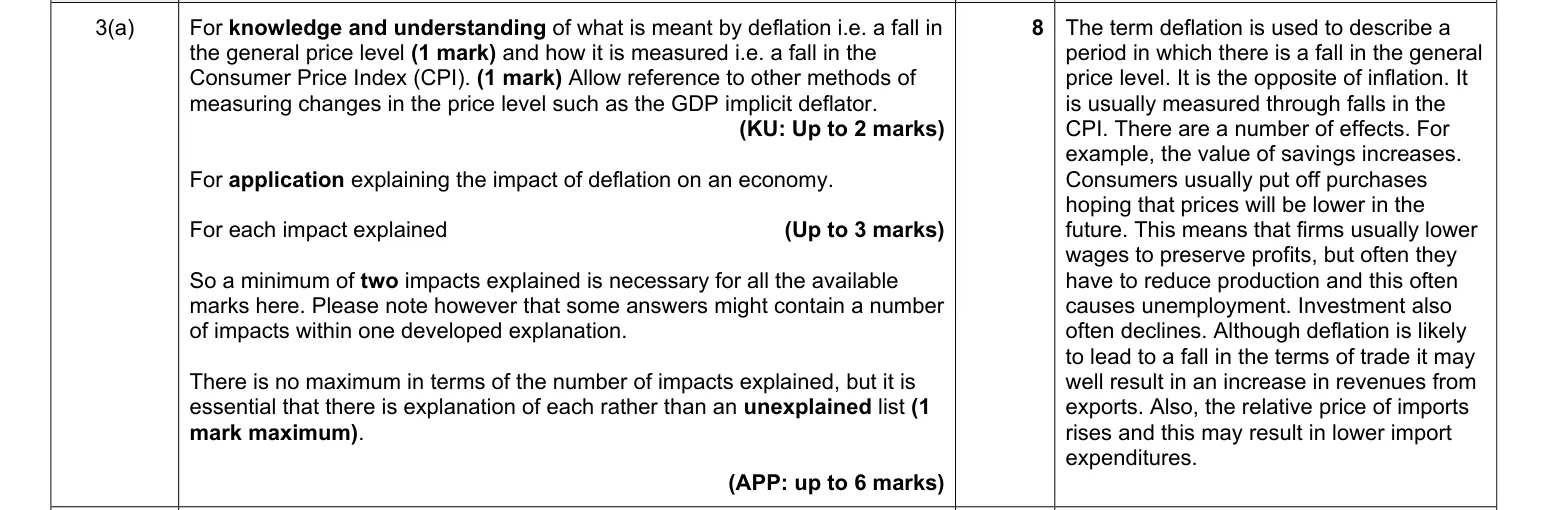 3(a)
For knowledge and understanding of what is meant by deflation i.e. a fall in
the general price level (1 mark) and how it is measured i.e. a fall in the
Consumer Price Index (CPI). (1 mark) Allow reference to other methods of
measuring changes in the price level such as the GDP implicit deflator.
(KU: Up to 2 marks)
For application explaining the impact of deflation on an economy.
For each impact explained (Up to 3 marks)
So a minimum of two impacts explained is necessary for all the available
marks here. Please note however that some answers might contain a number
of impacts within one developed explanation.
There is no maximum in terms of the number of impacts explained, but it is
essential that there is explanation of each rather than an unexplained list (1
mark maximum).
(APP: up to 6 marks)
8
The term deflation is used to describe a
period in which there is a fall in the general
price level. It is the opposite of inflation. It
is usually measured through falls in the
CPI. There are a number of effects. For
example, the value of savings increases.
Consumers usually put off purchases
hoping that prices will be lower in the
future. This means that firms usually lower
wages to preserve profits, but often they
have to reduce production and this often
causes unemployment. Investment also
often declines. Although deflation is likely
to lead to a fall in the terms of trade it may
well result in an increase in revenues from
exports. Also, the relative price of imports
rises and this may result in lower import
expenditures.